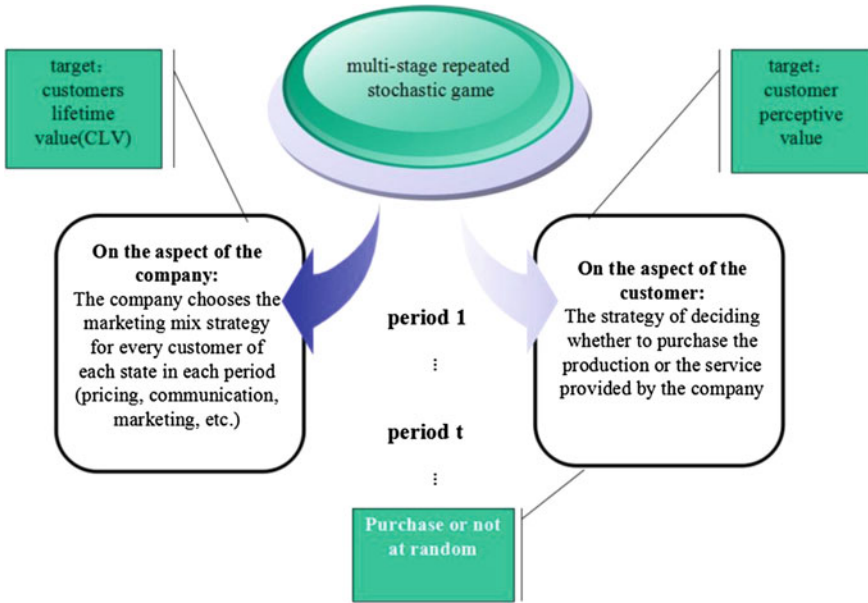 target:
customers
lifetime
value(CLV)
multi-stage repeated
stochastic game
target:
customer
perceptive
value
On the aspect of the
company:
The company chooses the
marketing mix strategy
for every customer of
each state in each period
(pricing, communication,
marketing, etc.)
period 1
⋮
period t
⋮
On the aspect of the
customer:
The strategy of deciding
whether to purchase the
production or the service
provided by the company
Purchase or not
at random